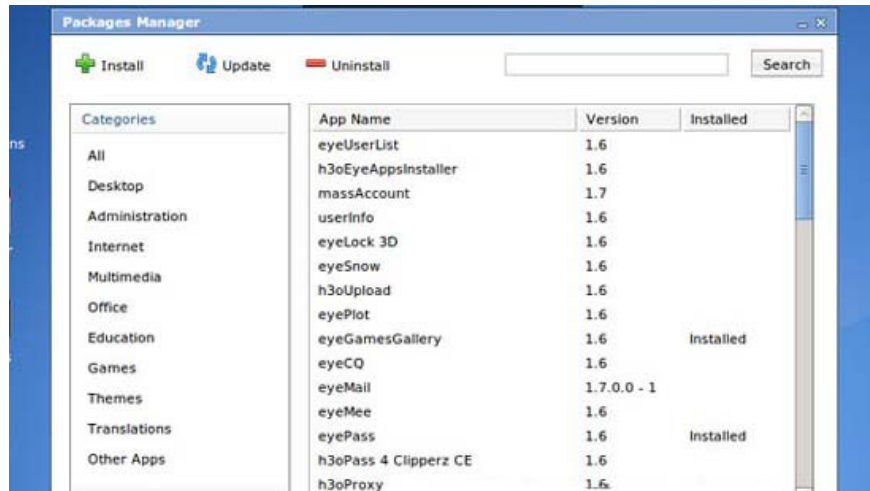 Packages Manager
Install Update Uninstall Search
Categories
All
Desktop
Administration
Internet
Multimedia
Office
Education
Games
Themes
Translations
Other Apps
App Name Version Installed
eyeUserList 1.6
h3oEyeAppsInstaller 1.6
massAccount 1.7
userInfo 1.6
eyeLock 3D 1.6
eyeSnow 1.6
h3oUpload 1.6
eyePlot 1.6
eyeGamesGallery 1.6 Installed
eyeCQ 1.6
eyeMail 1.7.0.0 - 1
eyeMee 1.6
eyePass 1.6 Installed
h3oPass 4 Clipperz CE 1.6
h3oProxy 1.6